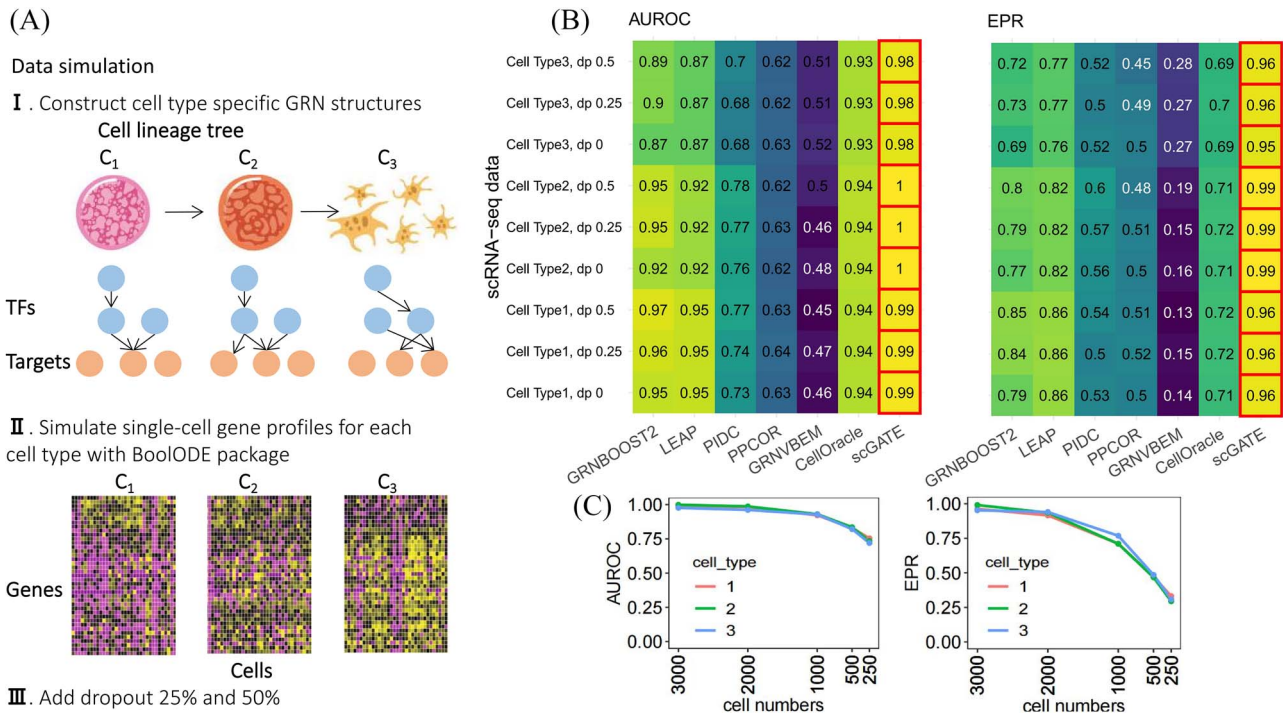 (A)
Data simulation
I . Construct cell type specific GRN structures
Cell lineage tree
C1 C2 C3
TFs
Targets
II . Simulate single-cell gene profiles for each
cell type with BoolODE package
C1 C2 C3
Genes
Cells
III . Add dropout 25% and 50%
(B)
AUROC
scRNA-seq data
Cell Type3, dp 0.5 0.89 0.87 0.7 0.62 0.51 0.93 0.98
Cell Type3, dp 0.25 0.9 0.87 0.68 0.62 0.51 0.93 0.98
Cell Type3, dp 0 0.87 0.87 0.68 0.63 0.52 0.93 0.98
Cell Type2, dp 0.5 0.95 0.92 0.78 0.62 0.5 0.94 1
Cell Type2, dp 0.25 0.95 0.92 0.77 0.63 0.46 0.94 1
Cell Type2, dp 0 0.92 0.92 0.76 0.62 0.48 0.94 1
Cell Type1, dp 0.5 0.97 0.95 0.77 0.63 0.45 0.94 0.99
Cell Type1, dp 0.25 0.96 0.95 0.74 0.64 0.47 0.94 0.99
Cell Type1, dp 0 0.95 0.95 0.73 0.63 0.46 0.94 0.99
GRNBOOST2 LEAP PIDC PPCOR GRNVBEM CellOracle scGATE
EPR
0.72 0.77 0.52 0.45 0.28 0.69 0.96
0.73 0.77 0.5 0.49 0.27 0.7 0.96
0.69 0.76 0.52 0.5 0.27 0.69 0.95
0.8 0.82 0.6 0.48 0.19 0.71 0.99
0.79 0.82 0.57 0.51 0.15 0.72 0.99
0.77 0.82 0.56 0.5 0.16 0.71 0.99
0.85 0.86 0.54 0.51 0.13 0.72 0.96
0.84 0.86 0.5 0.52 0.15 0.72 0.96
0.79 0.86 0.53 0.5 0.14 0.71 0.96
GRNBOOST2 LEAP PIDC PPCOR GRNVBEM CellOracle scGATE
(C)
AUROC
1.00
0.75
0.50
0.25
0.00
cell_type
1
2
3
3000 2000 1000 500 250
cell numbers
EPR
1.00
0.75
0.50
0.25
0.00
cell_type
1
2
3
3000 2000 1000 500 250
cell numbers